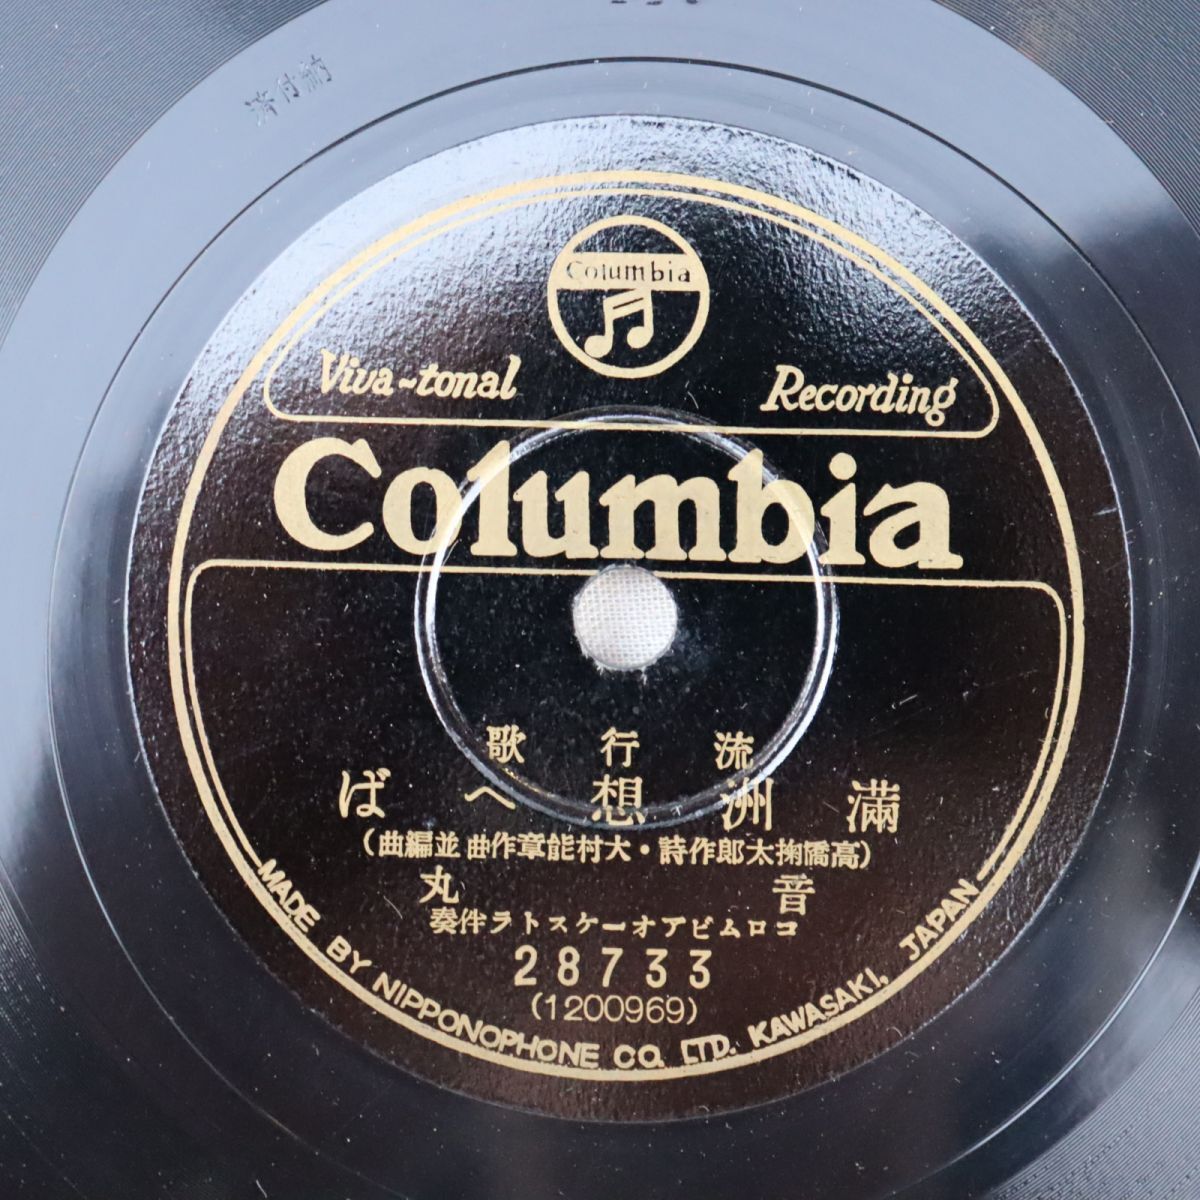 納付済
Columbia
Viva-tonal Recording
Columbia
流行歌
滿洲想へば
(高橋掬太郎作詩・大村能章作曲並編曲)
音丸
コロムビアオーケストラ伴奏
28733
(1200969)
MADE BY NIPPONOPHONE CO. LTD. KAWASAKI, JAPAN